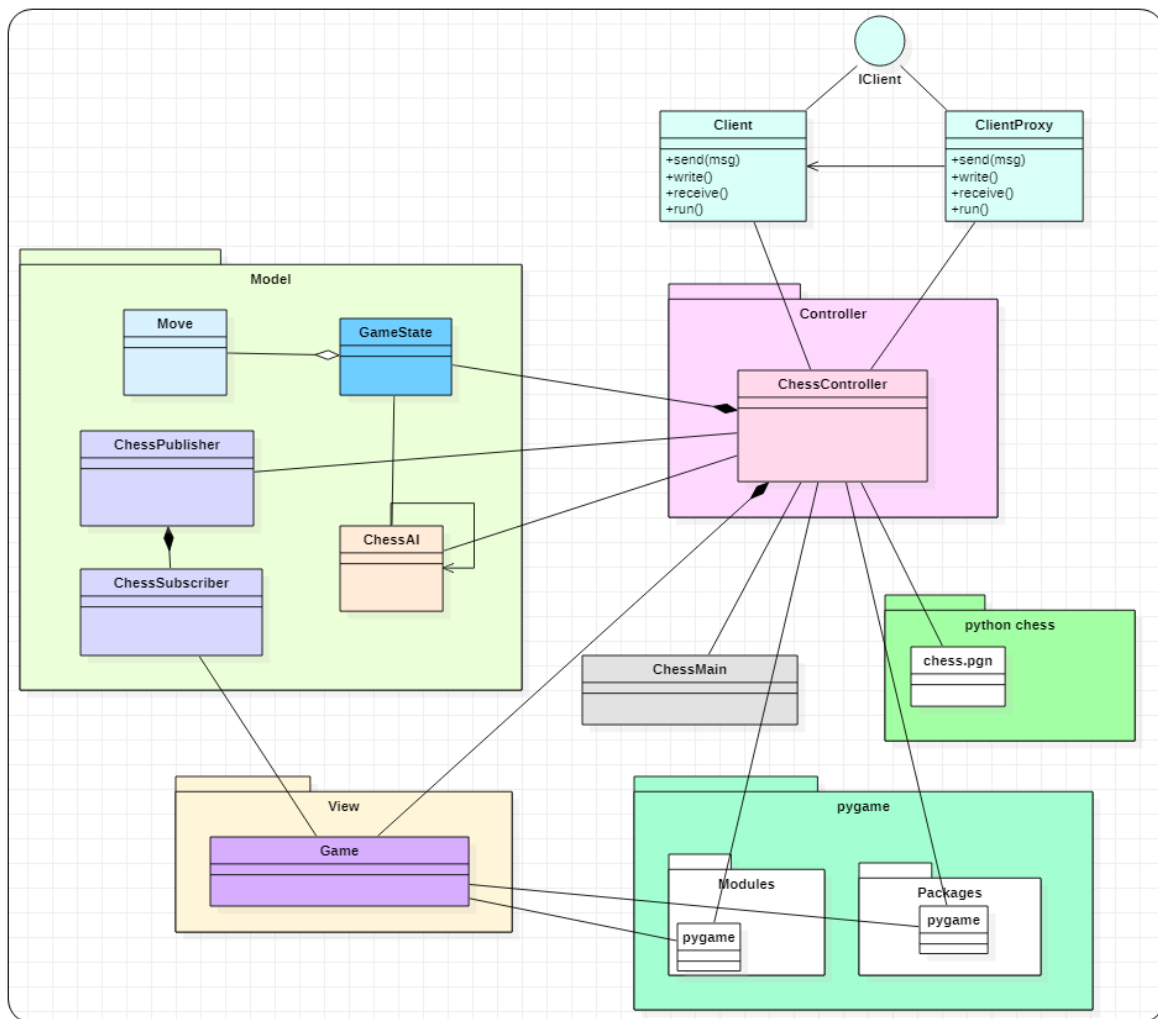 IClient
Client
+send(msg)
+write()
+receive()
+run()
ClientProxy
+send(msg)
+write()
+receive()
+run()
Model
Move
GameState
ChessPublisher
ChessAI
ChessSubscriber
Controller
ChessController
ChessMain
python chess
chess.pgn
View
Game
pygame
Modules
pygame
Packages
pygame